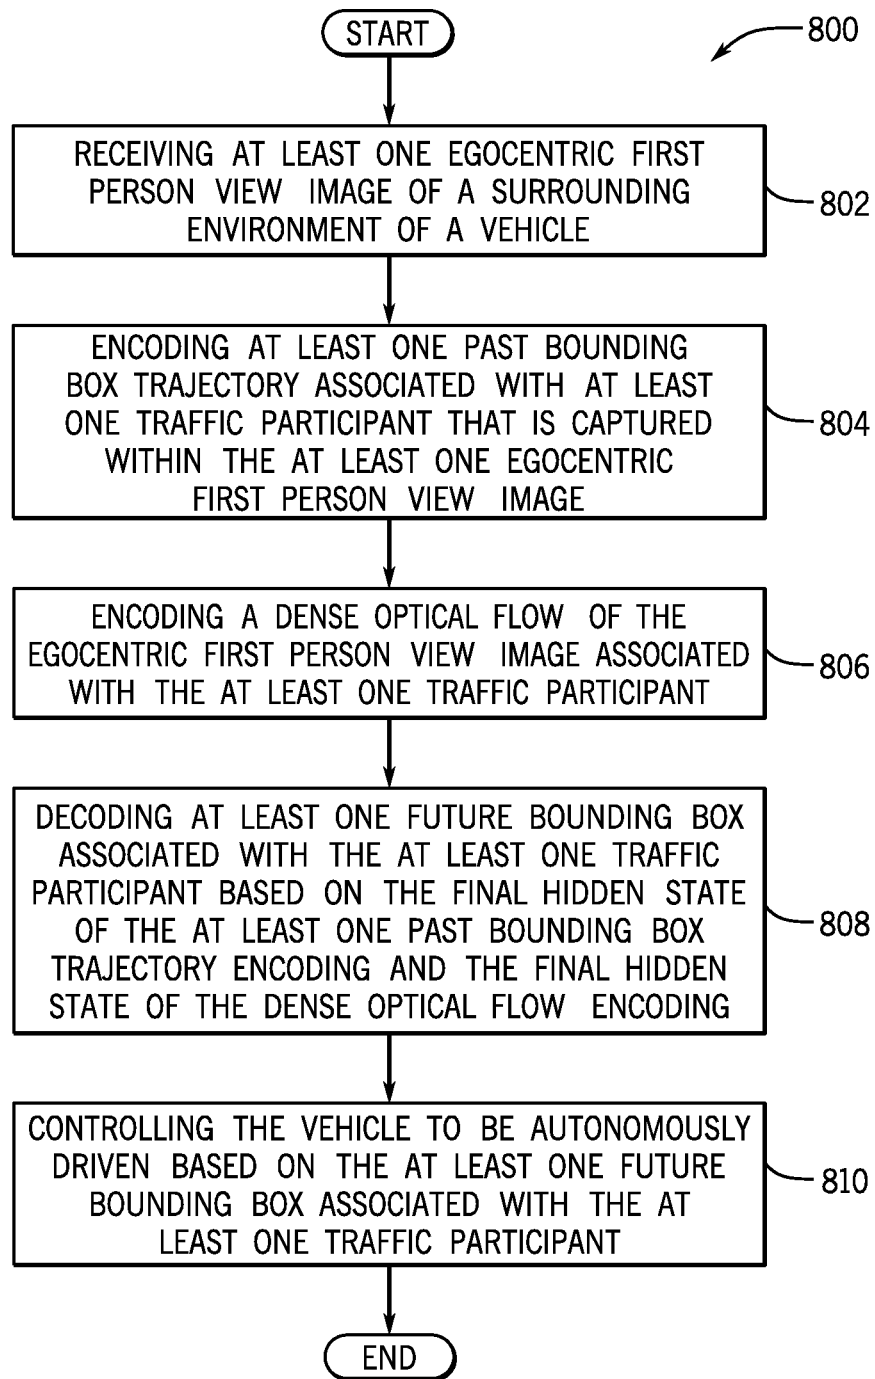 START
800
RECEIVING AT LEAST ONE EGOCENTRIC FIRST
PERSON VIEW IMAGE OF A SURROUNDING
ENVIRONMENT OF A VEHICLE
802
ENCODING AT LEAST ONE PAST BOUNDING
BOX TRAJECTORY ASSOCIATED WITH AT LEAST
ONE TRAFFIC PARTICIPANT THAT IS CAPTURED
WITHIN THE AT LEAST ONE EGOCENTRIC
FIRST PERSON VIEW IMAGE
804
ENCODING A DENSE OPTICAL FLOW OF THE
EGOCENTRIC FIRST PERSON VIEW IMAGE ASSOCIATED
WITH THE AT LEAST ONE TRAFFIC PARTICIPANT
806
DECODING AT LEAST ONE FUTURE BOUNDING BOX
ASSOCIATED WITH THE AT LEAST ONE TRAFFIC
PARTICIPANT BASED ON THE FINAL HIDDEN STATE
OF THE AT LEAST ONE PAST BOUNDING BOX
TRAJECTORY ENCODING AND THE FINAL HIDDEN
STATE OF THE DENSE OPTICAL FLOW ENCODING
808
CONTROLLING THE VEHICLE TO BE AUTONOMOUSLY
DRIVEN BASED ON THE AT LEAST ONE FUTURE
BOUNDING BOX ASSOCIATED WITH THE AT
LEAST ONE TRAFFIC PARTICIPANT
810
END